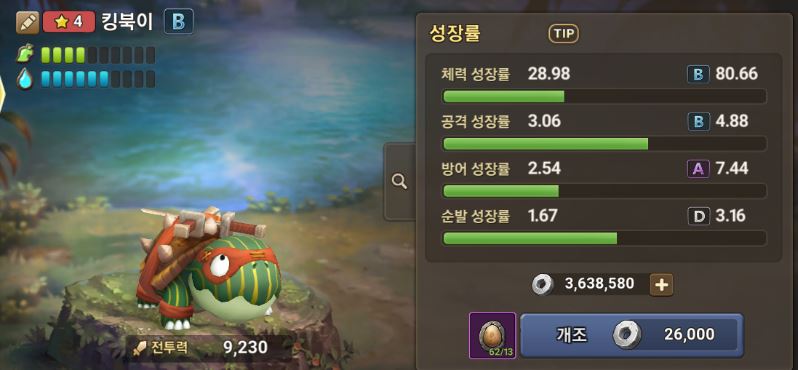 4 킹북이 B
성장률 TIP
체력 성장률 28.98 B 80.66
공격 성장률 3.06 B 4.88
방어 성장률 2.54 A 7.44
순발 성장률 1.67 D 3.16
3,638,580 +
전투력 9,230
62/13 개조 26,000